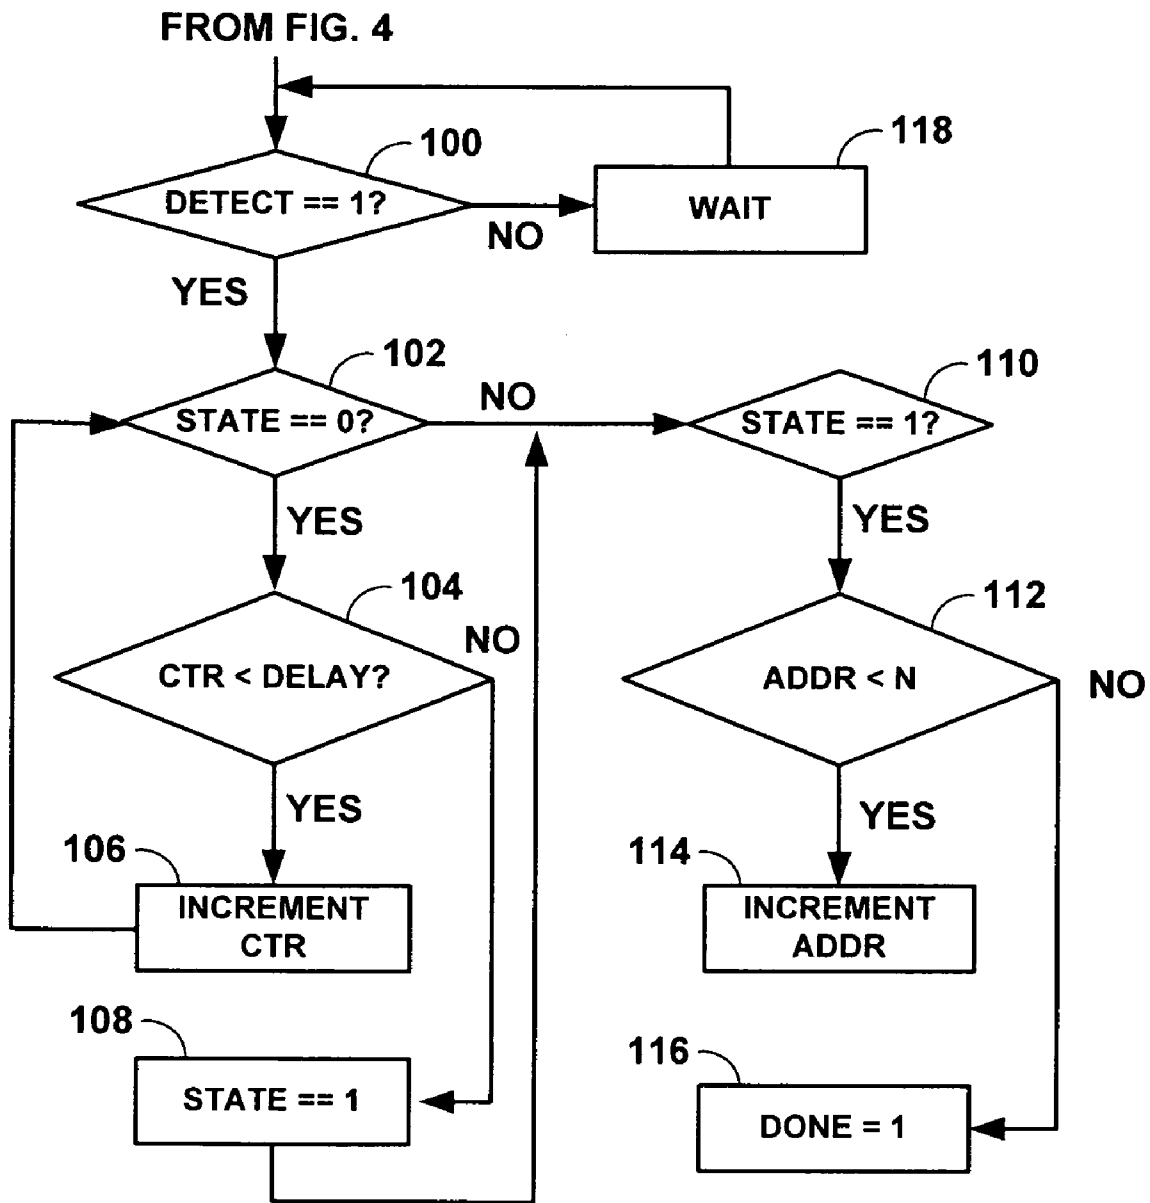 FROM FIG. 4
100
118
DETECT == 1?
WAIT
NO
YES
102
110
STATE == 0?
NO
STATE == 1?
YES
YES
104
112
NO
CTR < DELAY?
ADDR < N
NO
YES
YES
106
114
INCREMENT
CTR
INCREMENT
ADDR
108
116
STATE == 1
DONE = 1